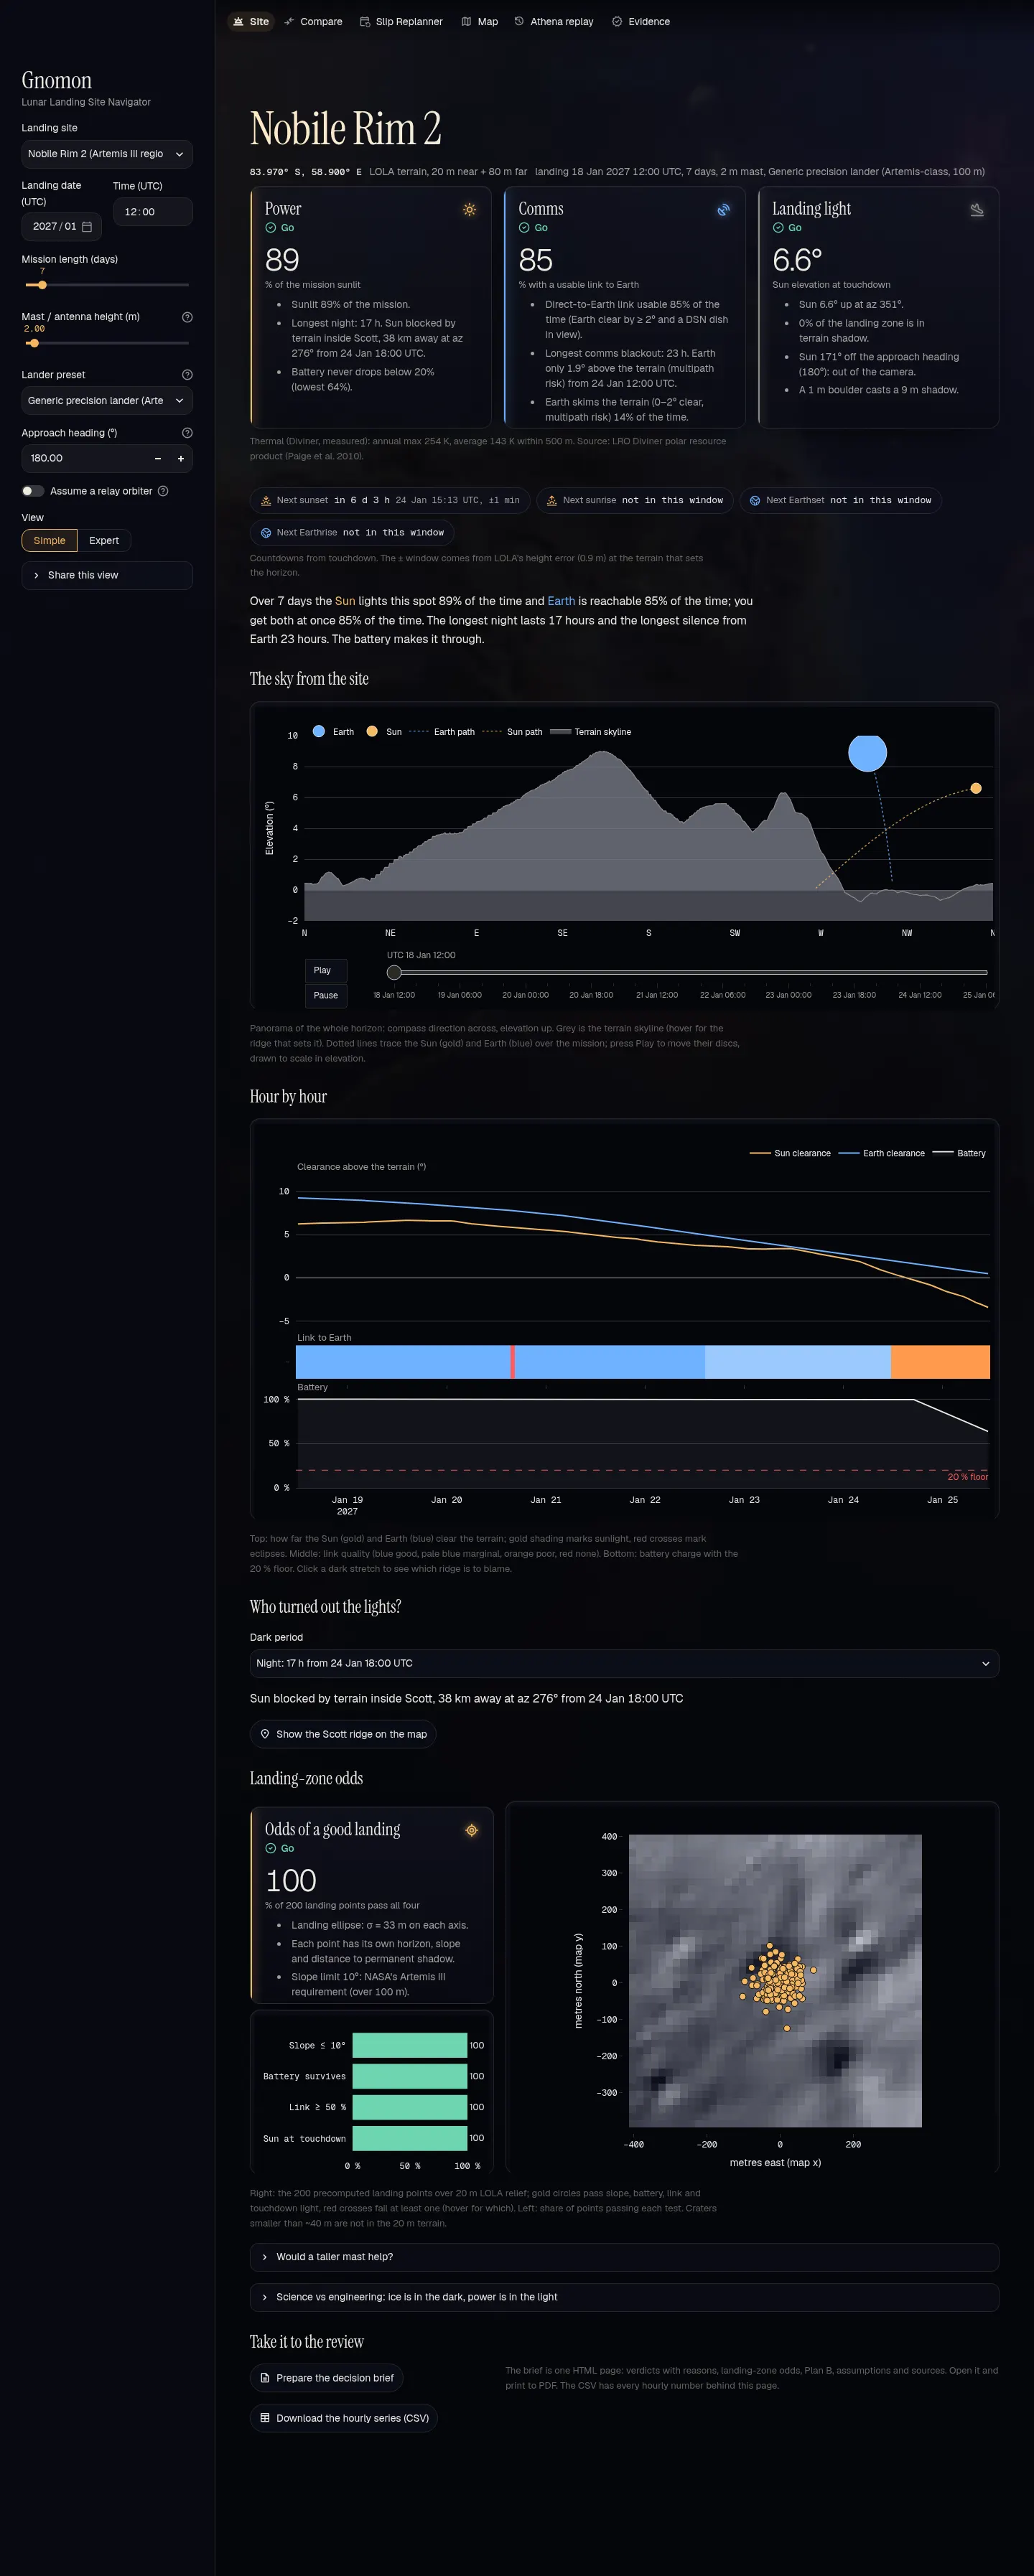 Site
Compare
Slip Replanner
Map
Athena replay
Evidence
Gnomon
Lunar Landing Site Navigator
Landing site
Nobile Rim 2 (Artemis III regio
Landing date
(UTC)
Time (UTC)
2027 / 01
12 : 00
Mission length (days)
7
Mast / antenna height (m)
2.00
Lander preset
Generic precision lander (Arte
Approach heading (°)
180.00
Assume a relay orbiter
View
Simple
Expert
Share this view
Nobile Rim 2
83.970° S, 58.900° E LOLA terrain, 20 m near + 80 m far landing 18 Jan 2027 12:00 UTC, 7 days, 2 m mast, Generic precision lander (Artemis-class, 100 m)
Power
Go
89
% of the mission sunlit
Sunlit 89% of the mission.
Longest night: 17 h. Sun blocked by
terrain inside Scott, 38 km away at az
276° from 24 Jan 18:00 UTC.
Battery never drops below 20%
(lowest 64%).
Comms
Go
85
% with a usable link to Earth
Direct-to-Earth link usable 85% of the
time (Earth clear by ≥ 2° and a DSN dish
in view).
Longest comms blackout: 23 h. Earth
only 1.9° above the terrain (multipath
risk) from 24 Jan 12:00 UTC.
Earth skims the terrain (0–2° clear,
multipath risk) 14% of the time.
Landing light
Go
6.6°
Sun elevation at touchdown
Sun 6.6° up at az 351°.
0% of the landing zone is in
terrain shadow.
Sun 171° off the approach heading
(180°): out of the camera.
A 1 m boulder casts a 9 m shadow.
Thermal (Diviner, measured): annual max 254 K, average 143 K within 500 m. Source: LRO Diviner polar resource
product (Paige et al. 2010).
Next sunset in 6 d 3 h 24 Jan 15:13 UTC, ±1 min
Next sunrise not in this window
Next Earthset not in this window
Next Earthrise not in this window
Countdowns from touchdown. The ± window comes from LOLA's height error (0.9 m) at the terrain that sets
the horizon.
Over 7 days the Sun lights this spot 89% of the time and Earth is reachable 85% of the time; you
get both at once 85% of the time. The longest night lasts 17 hours and the longest silence from
Earth 23 hours. The battery makes it through.
The sky from the site
Earth
Sun
Earth path
Sun path
Terrain skyline
Elevation (°)
10
8
6
4
2
0
−2
N
NE
E
SE
S
SW
W
NW
N
UTC 18 Jan 12:00
Play
Pause
18 Jan 12:00
19 Jan 06:00
20 Jan 00:00
20 Jan 18:00
21 Jan 12:00
22 Jan 06:00
23 Jan 00:00
23 Jan 18:00
24 Jan 12:00
25 Jan 06
Panorama of the whole horizon: compass direction across, elevation up. Grey is the terrain skyline (hover for the
ridge that sets it). Dotted lines trace the Sun (gold) and Earth (blue) over the mission; press Play to move their discs,
drawn to scale in elevation.
Hour by hour
Sun clearance
Earth clearance
Battery
Clearance above the terrain (°)
10
5
0
−5
Link to Earth
Battery
100 %
50 %
0 %
20 % floor
Jan 19
2027
Jan 20
Jan 21
Jan 22
Jan 23
Jan 24
Jan 25
Top: how far the Sun (gold) and Earth (blue) clear the terrain; gold shading marks sunlight, red crosses mark
eclipses. Middle: link quality (blue good, pale blue marginal, orange poor, red none). Bottom: battery charge with the
20 % floor. Click a dark stretch to see which ridge is to blame.
Who turned out the lights?
Dark period
Night: 17 h from 24 Jan 18:00 UTC
Sun blocked by terrain inside Scott, 38 km away at az 276° from 24 Jan 18:00 UTC
Show the Scott ridge on the map
Landing-zone odds
Odds of a good landing
Go
100
% of 200 landing points pass all four
Landing ellipse: σ = 33 m on each axis.
Each point has its own horizon, slope
and distance to permanent shadow.
Slope limit 10°: NASA's Artemis III
requirement (over 100 m).
Slope ≤ 10°
100
Battery survives
100
Link ≥ 50 %
100
Sun at touchdown
100
0 %
50 %
100 %
metres north (map y)
400
300
200
100
0
−100
−200
−300
−400
−200
0
200
metres east (map x)
Right: the 200 precomputed landing points over 20 m LOLA relief; gold circles pass slope, battery, link and
touchdown light, red crosses fail at least one (hover for which). Left: share of points passing each test. Craters
smaller than ~40 m are not in the 20 m terrain.
Would a taller mast help?
Science vs engineering: ice is in the dark, power is in the light
Take it to the review
Prepare the decision brief
Download the hourly series (CSV)
The brief is one HTML page: verdicts with reasons, landing-zone odds, Plan B, assumptions and sources. Open it and
print to PDF. The CSV has every hourly number behind this page.